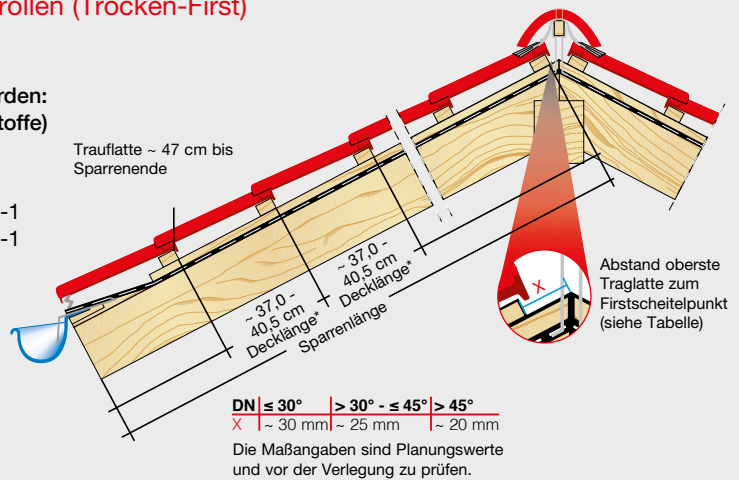 rollen (Trocken-First)
rden:
toffe)
-1
-1
Trauflatte ~ 47 cm bis
Sparrenende
~ 37,0 -
40,5 cm
Decklänge*
~ 37,0 -
40,5 cm
Decklänge*
Sparrenlänge
X
Abstand oberste
Traglatte zum
Firstscheitelpunkt
(siehe Tabelle)
DN ≤ 30° > 30° - ≤ 45° > 45°
X ~ 30 mm ~ 25 mm ~ 20 mm
Die Maßangaben sind Planungswerte
und vor der Verlegung zu prüfen.